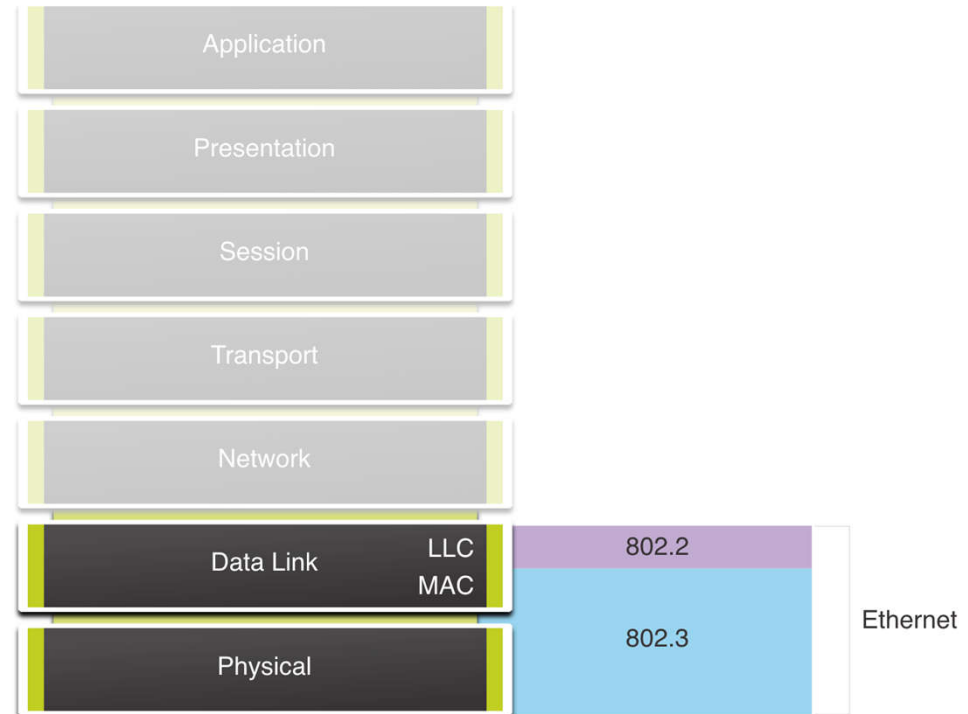 Application
Presentation
Session
Transport
Network
Data Link
LLC
MAC
802.2
802.3
Ethernet
Physical